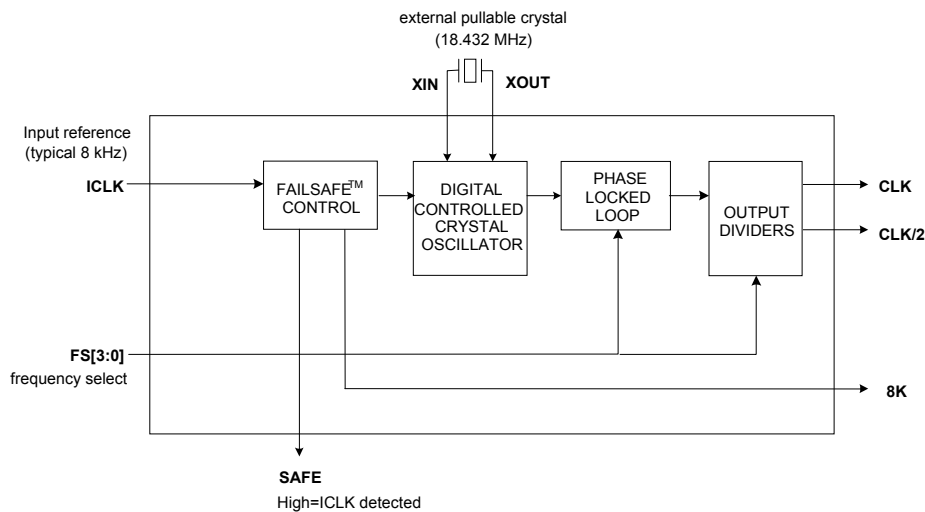 external pullable crystal
(18.432 MHz)
XIN
XOUT
Input reference
(typical 8 kHz)
ICLK
FAILSAFE™
CONTROL
DIGITAL
CONTROLLED
CRYSTAL
OSCILLATOR
PHASE
LOCKED
LOOP
OUTPUT
DIVIDERS
CLK
CLK/2
FS[3:0]
frequency select
8K
SAFE
High=ICLK detected